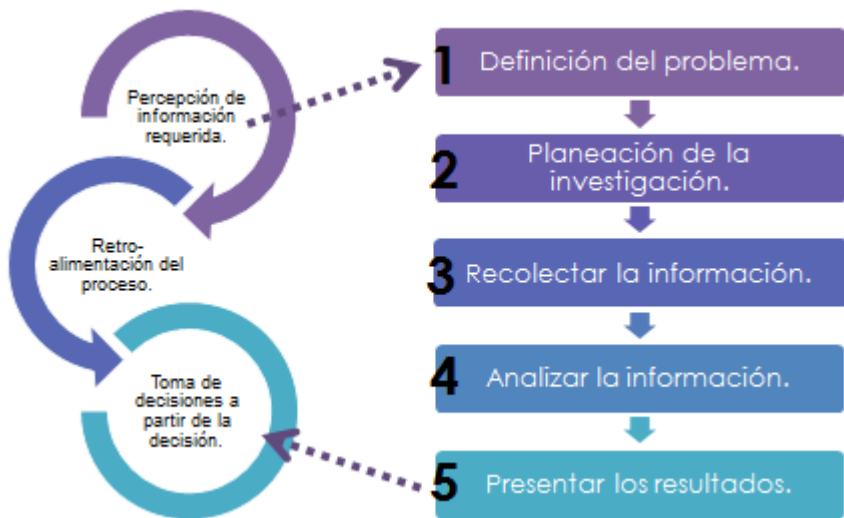 Percepción de
información
requerida.
Retro-
alimentación del
proceso.
Toma de
decisiones a
partir de la
decisión.
1 Definición del problema.
2 Planeación de la
investigación.
3 Recolectar la información.
4 Analizar la información.
5 Presentar los resultados.